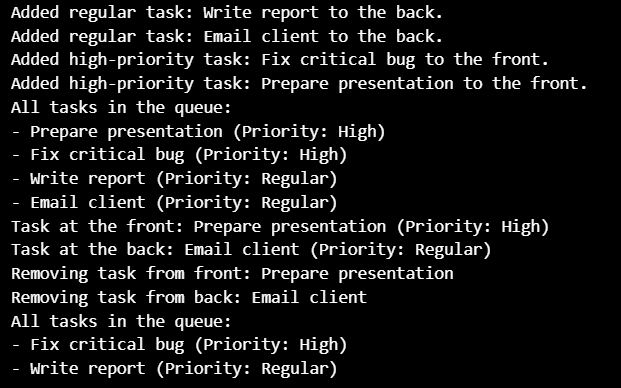 Added regular task: Write report to the back.
Added regular task: Email client to the back.
Added high-priority task: Fix critical bug to the front.
Added high-priority task: Prepare presentation to the front.
All tasks in the queue:
- Prepare presentation (Priority: High)
- Fix critical bug (Priority: High)
- Write report (Priority: Regular)
- Email client (Priority: Regular)
Task at the front: Prepare presentation (Priority: High)
Task at the back: Email client (Priority: Regular)
Removing task from front: Prepare presentation
Removing task from back: Email client
All tasks in the queue:
- Fix critical bug (Priority: High)
- Write report (Priority: Regular)